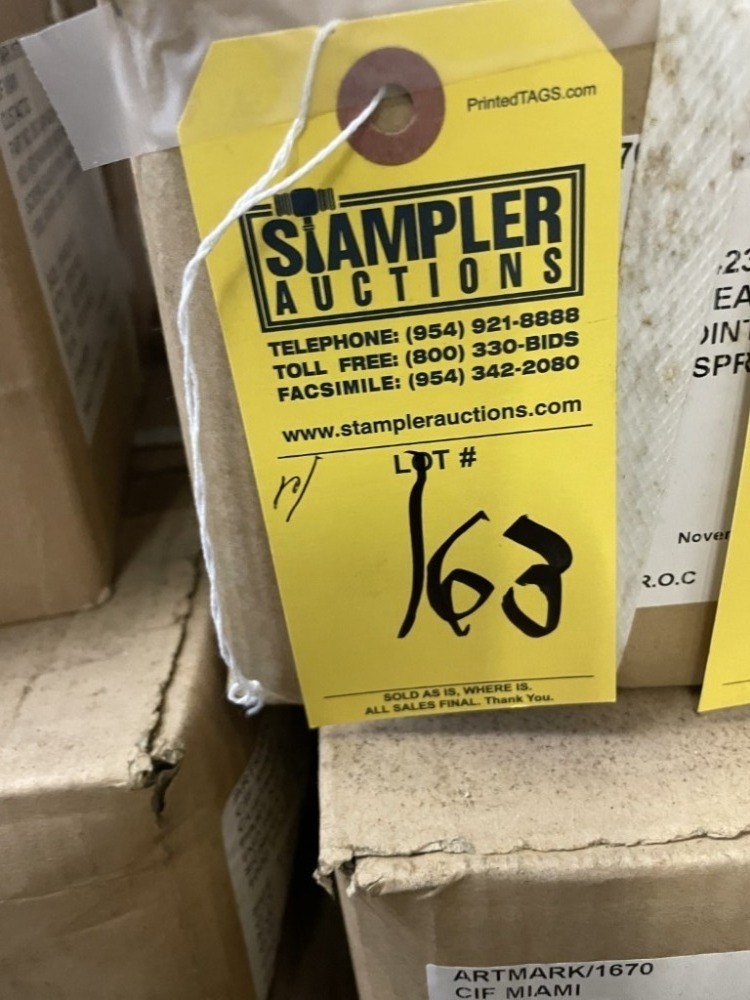 PrintedTAGS.com
STAMPLER
AUCTIONS
TELEPHONE: (954) 921-8888
TOLL FREE: (800) 330-BIDS
FACSIMILE: (954) 342-2080
www.stamplerauctions.com
LOT #
163
SOLD AS IS, WHERE IS.
ALL SALES FINAL. Thank You.
R.O.C
ARTMARK/1670
CIF MIAMI